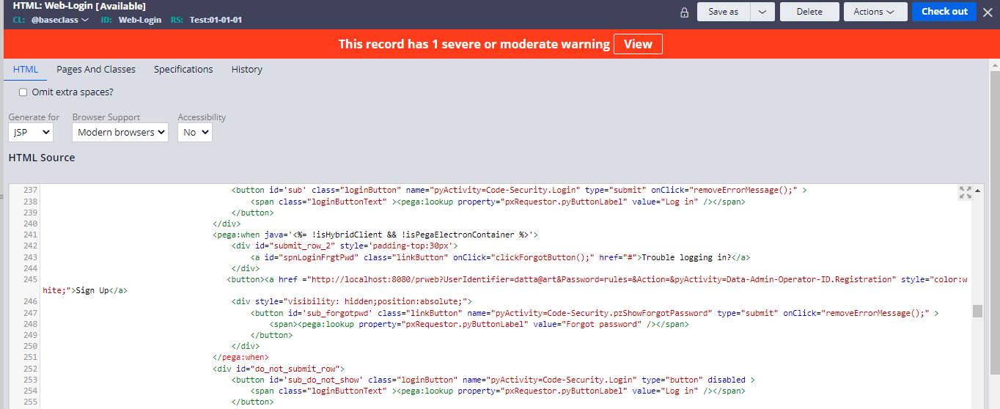 HTML: Web-Login [Available]
CL: @baseclass ID: Web-Login RS: Test:01-01-01
Save as Delete Actions Check out
This record has 1 severe or moderate warning View
HTML Pages And Classes Specifications History
Omit extra spaces?
Generate for Browser Support Accessibility
JSP Modern browsers No
HTML Source
237 <button id='sub' class="loginButton" name="pyActivity=Code-Security.Login" type="submit" onClick="removeErrorMessage();" >
238 <span class="loginButtonText" ><pega:lookup property="pxRequestor.pyButtonLabel" value="Log in" /></span>
239 </button>
240 </div>
241 <pega:when java='<%= !isHybridClient && !isPegaElectronContainer %>'>
242 <div id="submit_row_2" style='padding-top:30px'>
243 <a id="spnLoginFrgtPwd" class="linkButton" onClick="clickForgotButton();" href="#">Trouble logging in?</a>
244 </div>
245 <button><a href ="http://localhost:8080/prweb?UserIdentifier=datta@art&Password=rules=&Action=&pyActivity=Data-Admin-Operator-ID.Registration" style="color:w
hite;">Sign Up</a>
246 <div style="visibility: hidden;position:absolute;">
247 <button id='sub_forgotpwd' class="linkButton" name="pyActivity=Code-Security.pzShowForgotPassword" type="submit" onClick="removeErrorMessage();" >
248 <span><pega:lookup property="pxRequestor.pyButtonLabel" value="Forgot password" /></span>
249 </button>
250 </div>
251 </pega:when>
252 <div id="do_not_submit_row">
253 <button id='sub_do_not_show' class="loginButton" name="pyActivity=Code-Security.Login" type="button" disabled >
254 <span class="loginButtonText" ><pega:lookup property="pxRequestor.pyButtonLabel" value="Log in" /></span>
255 </button>